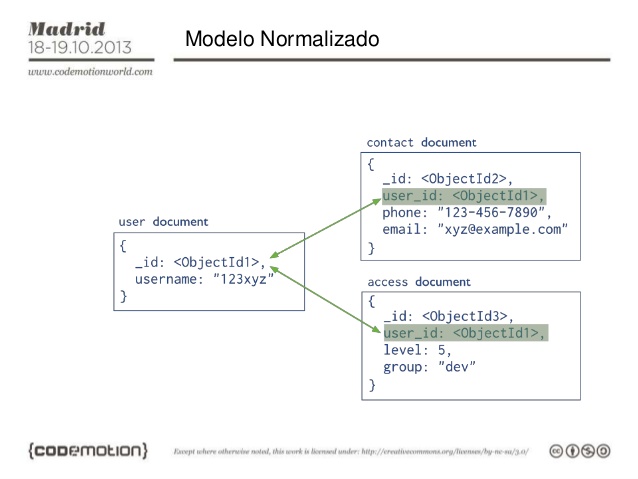 Madrid
18-19.10.2013
www.codemotionworld.com
Modelo Normalizado
user document
{
_id: <ObjectId1>,
username: "123xyz"
}
contact document
{
_id: <ObjectId2>,
user_id: <ObjectId1>,
phone: "123-456-7890",
email: "xyz@example.com"
}
access document
{
_id: <ObjectId3>,
user_id: <ObjectId1>,
level: 5,
group: "dev"
}
{CODEMOTION}
Except where otherwise noted, this work is licensed under: http://creativecommons.org/licenses/by-nc-sa/3.0/